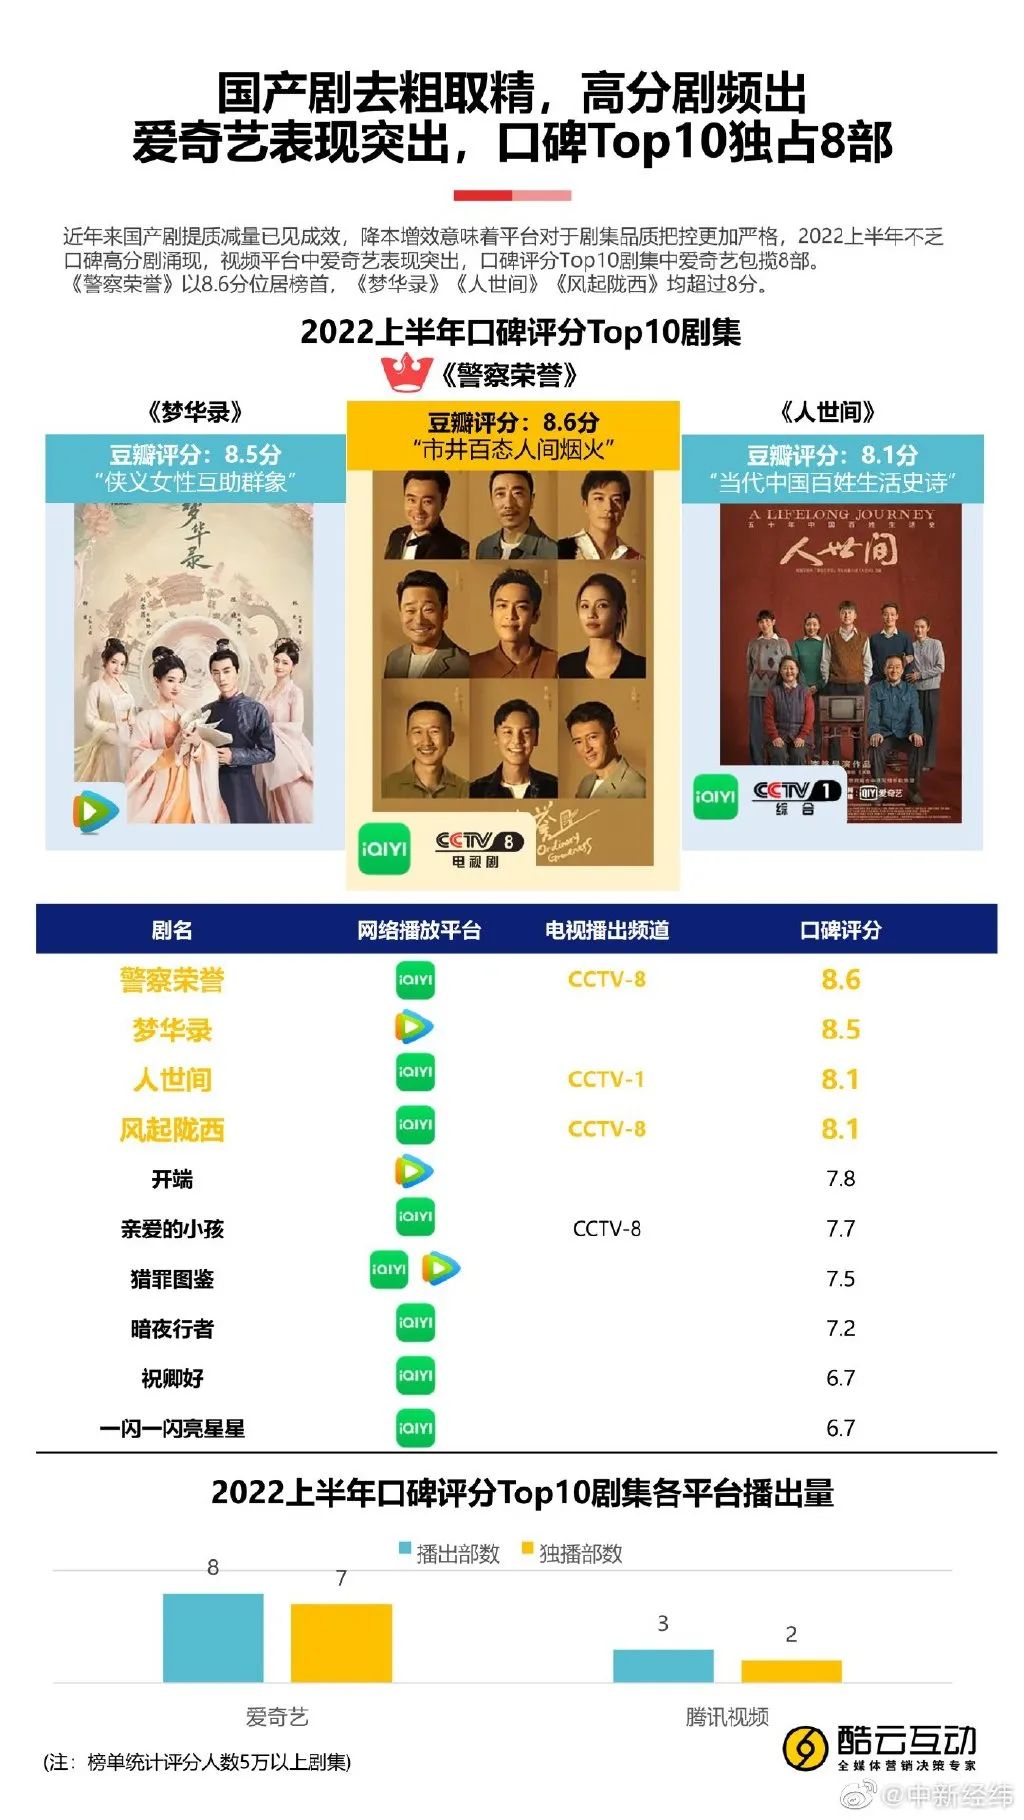 国产剧去粗取精，高分剧频出
爱奇艺表现突出，口碑Top10独占8部
近年来国产剧提质减量已见成效，降本增效意味着平台对于剧集品质把控更加严格，2022上半年不乏
口碑高分剧涌现，视频平台中爱奇艺表现突出，口碑评分Top10剧集中爱奇艺包揽8部。
《警察荣誉》以8.6分位居榜首，《梦华录》《人世间》《风起陇西》均超过8分。
2022上半年口碑评分Top10剧集
《警察荣誉》
豆瓣评分：8.6分
“市井百态人间烟火”
《梦华录》
豆瓣评分：8.5分
“侠义女性互助群象”
《人世间》
豆瓣评分：8.1分
“当代中国百姓生活史诗”
梦华录
A LIFELONG JOURNEY
五十年中国百姓生活史
人世间
iQIYI
CCTV 8
电视剧
Ordinary
Greatness
iQIYI
CCTV 1
综合
iQIYI 爱奇艺
剧名 网络播放平台 电视播出频道 口碑评分
警察荣誉 iQIYI CCTV-8 8.6
梦华录 8.5
人世间 iQIYI CCTV-1 8.1
风起陇西 iQIYI CCTV-8 8.1
开端 7.8
亲爱的小孩 iQIYI CCTV-8 7.7
猎罪图鉴 iQIYI 7.5
暗夜行者 iQIYI 7.2
祝卿好 iQIYI 6.7
一闪一闪亮星星 iQIYI 6.7
2022上半年口碑评分Top10剧集各平台播出量
播出部数 独播部数
8 7 3 2
爱奇艺 腾讯视频
(注：榜单统计评分人数5万以上剧集)
酷云互动
全媒体营销决策专家
@中新经纬